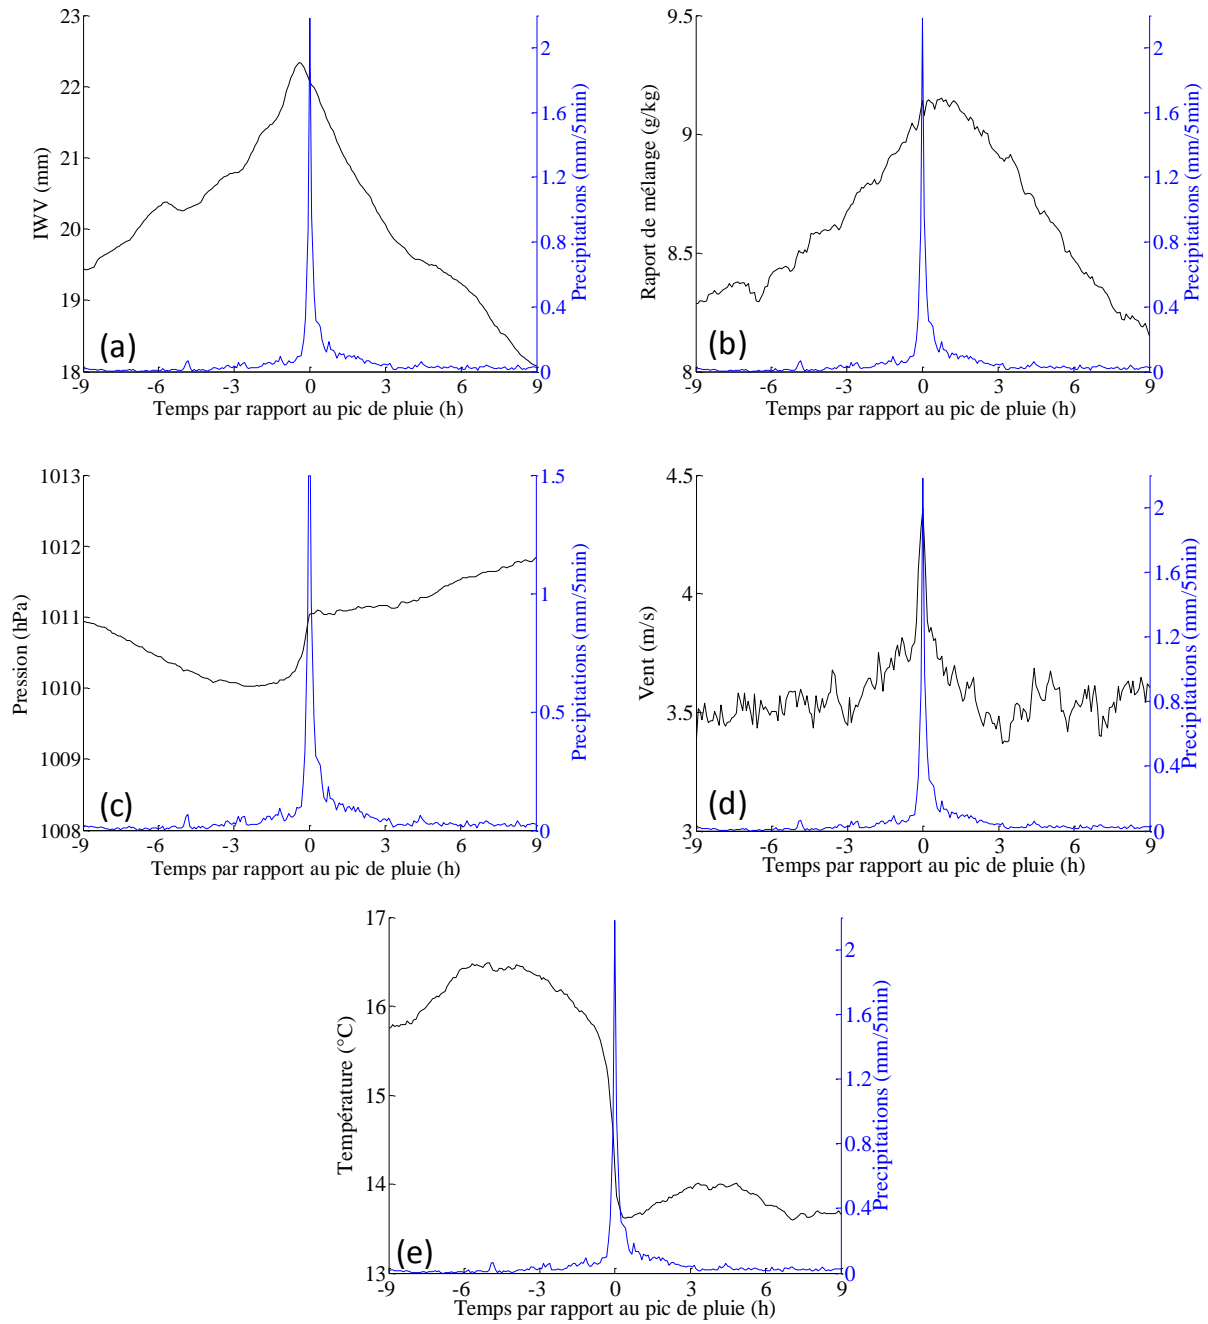 23
22
21
20
19
18
IWV (mm)
2
1.6
1.2
0.8
0.4
0
Precipitations (mm/5min)
(a)
-9 -6 -3 0 3 6 9
Temps par rapport au pic de pluie (h)
9.5
9
8.5
8
Raport de mélange (g/kg)
2
1.6
1.2
0.8
0.4
0
Precipitations (mm/5min)
(b)
-9 -6 -3 0 3 6 9
Temps par rapport au pic de pluie (h)
1013
1012
1011
1010
1009
1008
Pression (hPa)
1.5
1
0.5
0
Precipitations (mm/5min)
(c)
-9 -6 -3 0 3 6 9
Temps par rapport au pic de pluie (h)
4.5
4
3.5
3
Vent (m/s)
2
1.6
1.2
0.8
0.4
0
Precipitations (mm/5min)
(d)
-9 -6 -3 0 3 6 9
Temps par rapport au pic de pluie (h)
17
16
15
14
13
Température (°C)
2
1.6
1.2
0.8
0.4
0
Precipitations (mm/5min)
(e)
-9 -6 -3 0 3 6 9
Temps par rapport au pic de pluie (h)